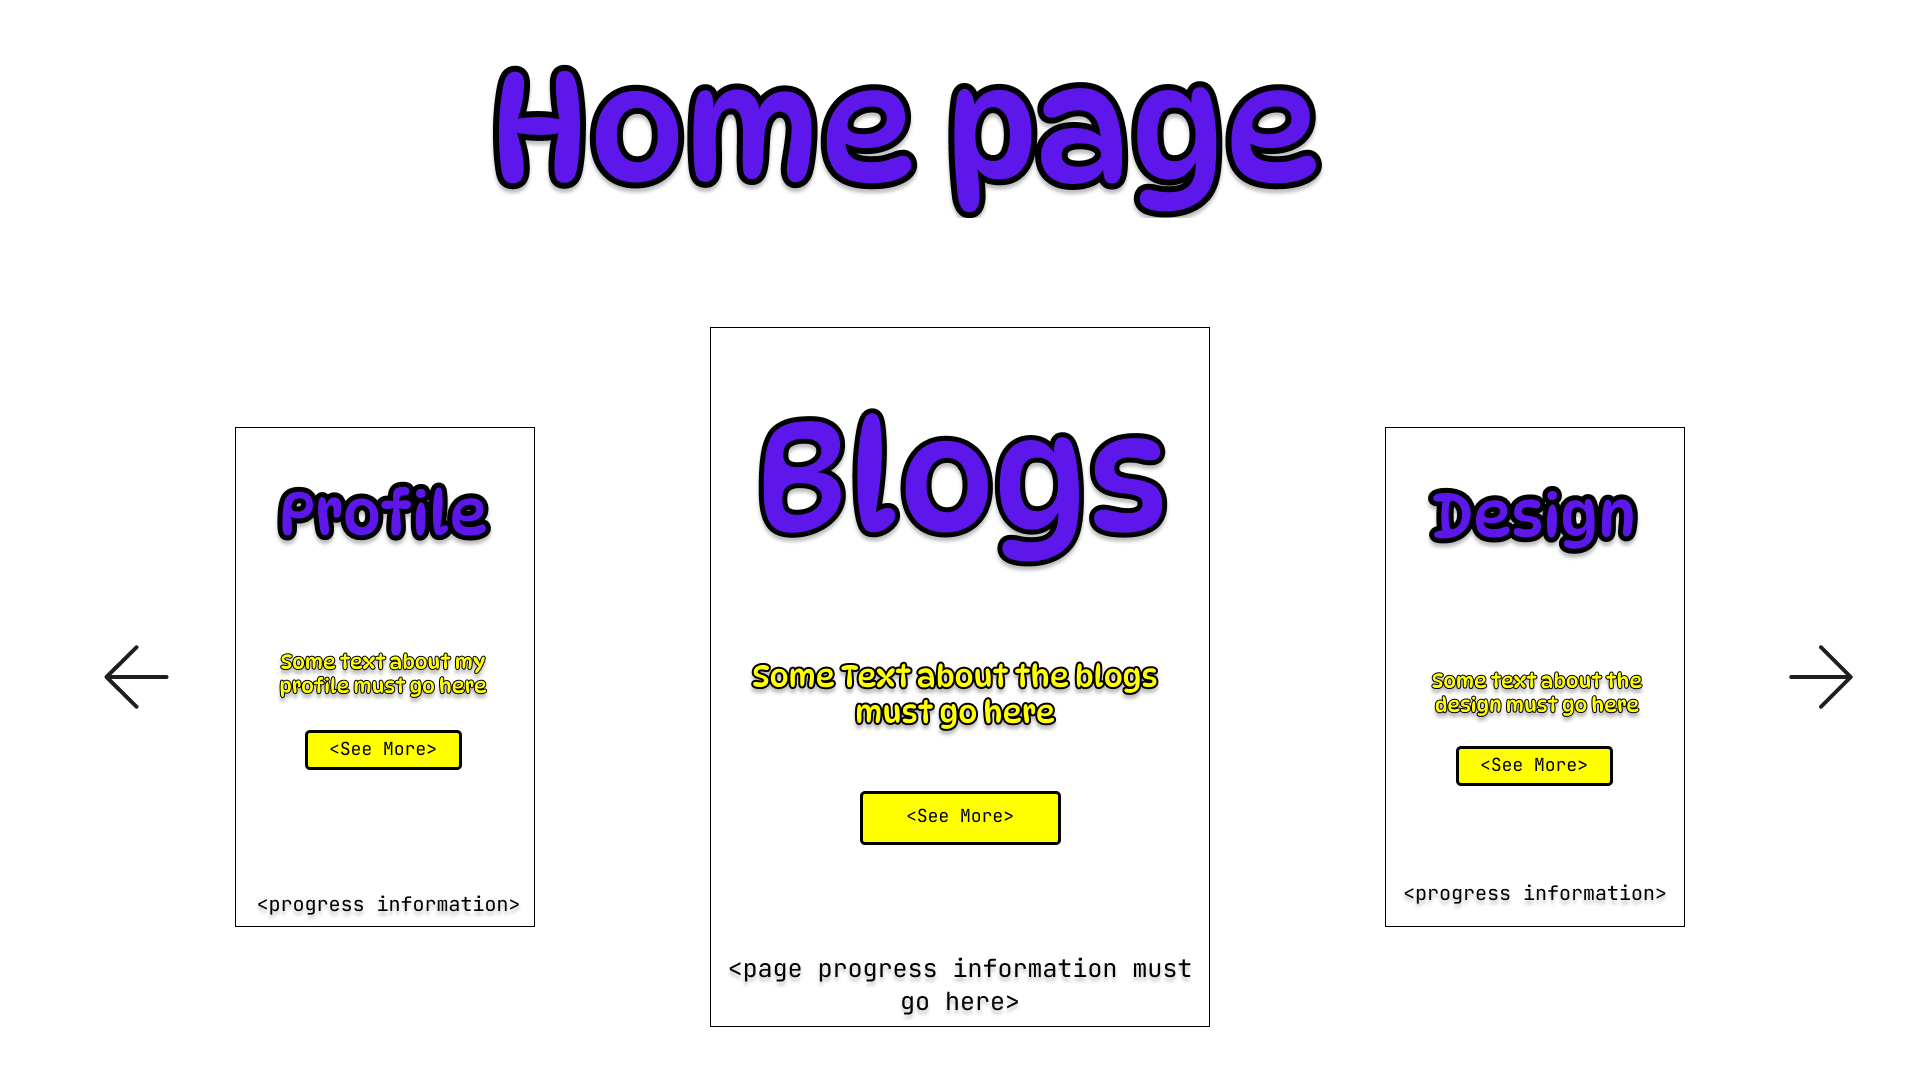 Home page
Profile
Some text about my
profile must go here
<See More>
<progress information>
Blogs
Some Text about the blogs
must go here
<See More>
<page progress information must
go here>
Design
Some text about the
design must go here
<See More>
<progress information>